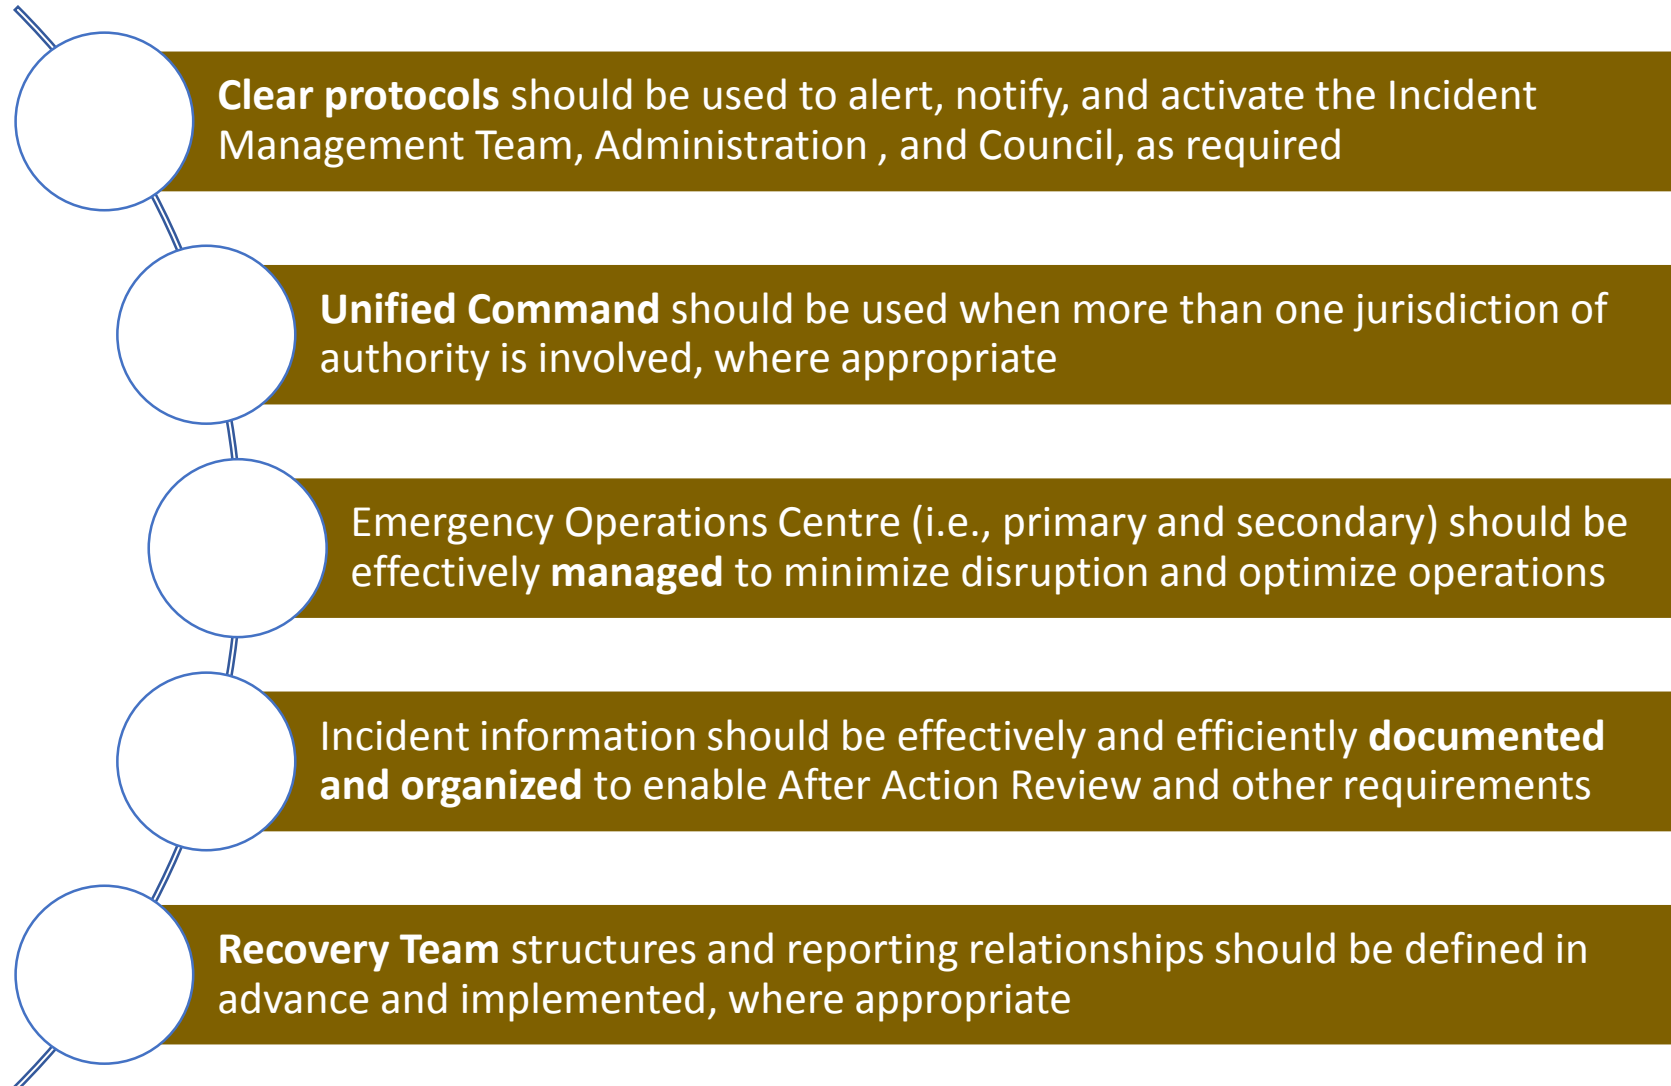 Clear protocols should be used to alert, notify, and activate the Incident
Management Team, Administration , and Council, as required
Unified Command should be used when more than one jurisdiction of
authority is involved, where appropriate
Emergency Operations Centre (i.e., primary and secondary) should be
effectively managed to minimize disruption and optimize operations
Incident information should be effectively and efficiently documented
and organized to enable After Action Review and other requirements
Recovery Team structures and reporting relationships should be defined in
advance and implemented, where appropriate